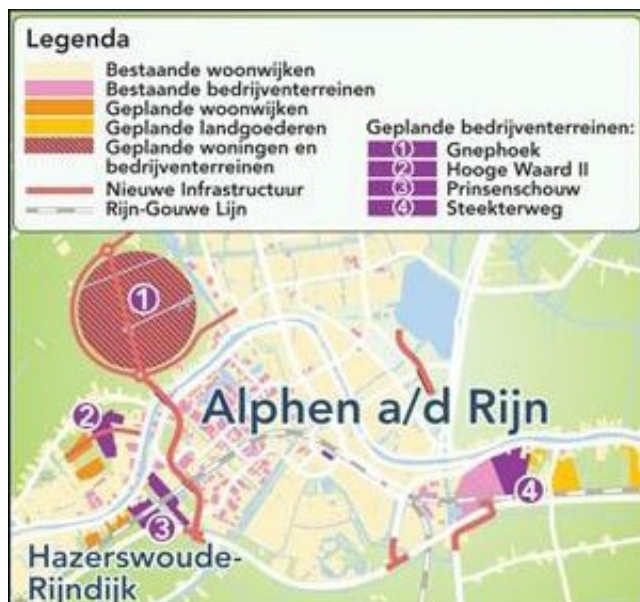 Legenda
Bestaande woonwijken
Bestaande bedrijventerreinen
Geplande woonwijken
Geplande landgoederen
Geplande woningen en
bedrijventerreinen
Nieuwe Infrastructuur
Rijn-Gouwe Lijn
Geplande bedrijventerreinen:
1 Gnephoek
2 Hooge Waard II
3 Prinsenschouw
4 Steekterweg
1
2
Alphen a/d Rijn
4
3
Hazerswoude-
Rijndijk